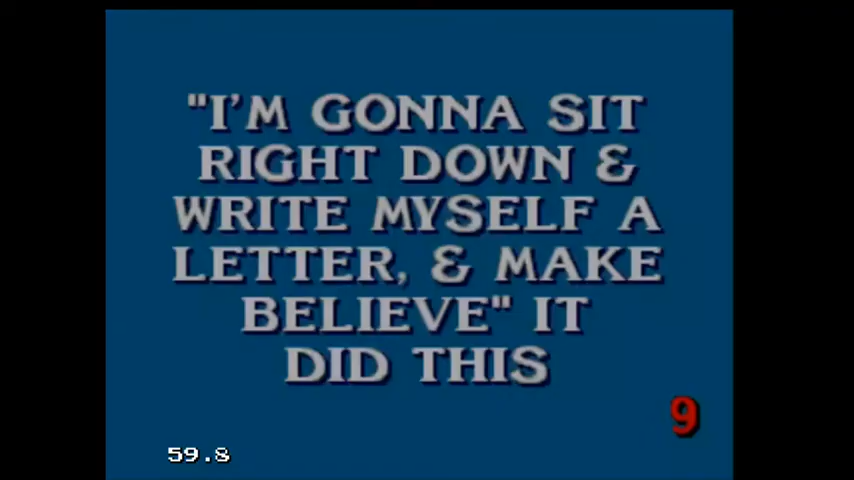 "I'M GONNA SIT
RIGHT DOWN &
WRITE MYSELF A
LETTER, & MAKE
BELIEVE" IT
DID THIS
9
59.8